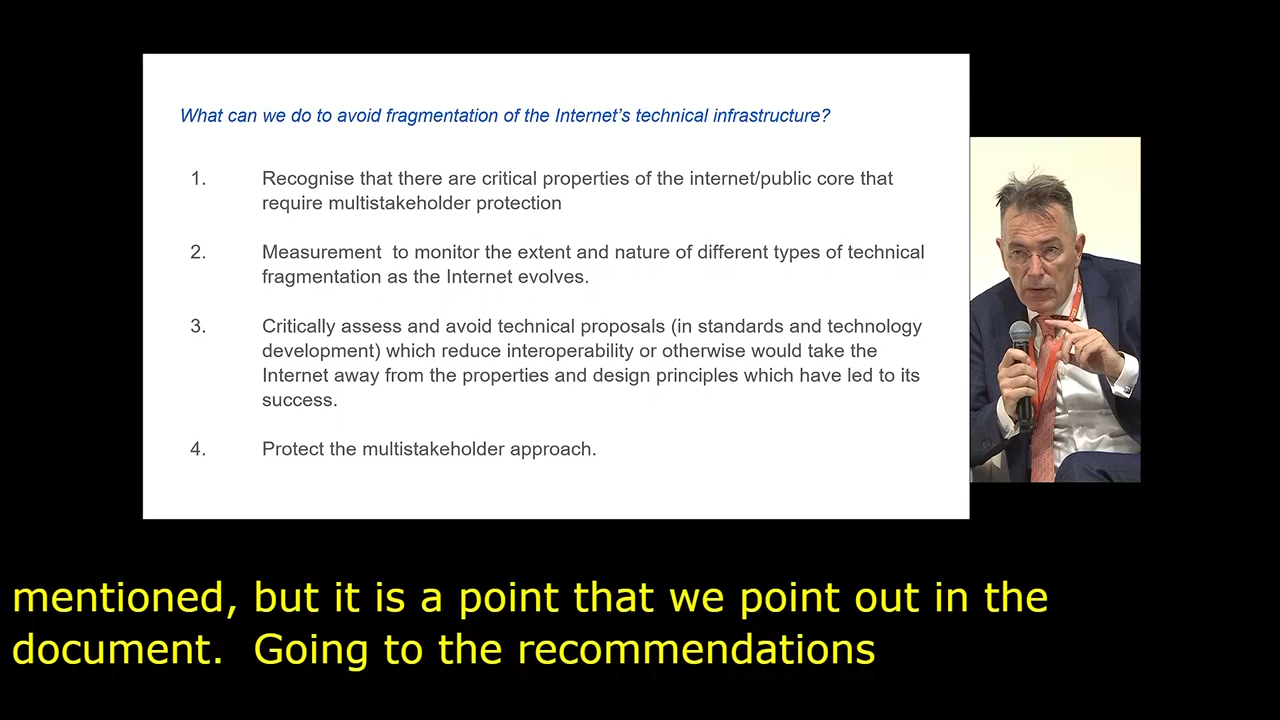 What can we do to avoid fragmentation of the Internet's technical infrastructure?
1. Recognise that there are critical properties of the internet/public core that
require multistakeholder protection
2. Measurement to monitor the extent and nature of different types of technical
fragmentation as the Internet evolves.
3. Critically assess and avoid technical proposals (in standards and technology
development) which reduce interoperability or otherwise would take the
Internet away from the properties and design principles which have led to its
success.
4. Protect the multistakeholder approach.
mentioned, but it is a point that we point out in the
document. Going to the recommendations